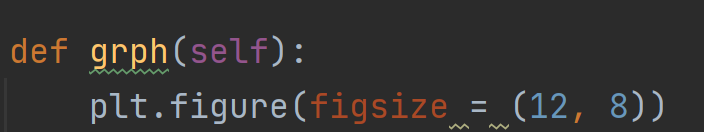 def grph(self):
    plt.figure(figsize = (12, 8))